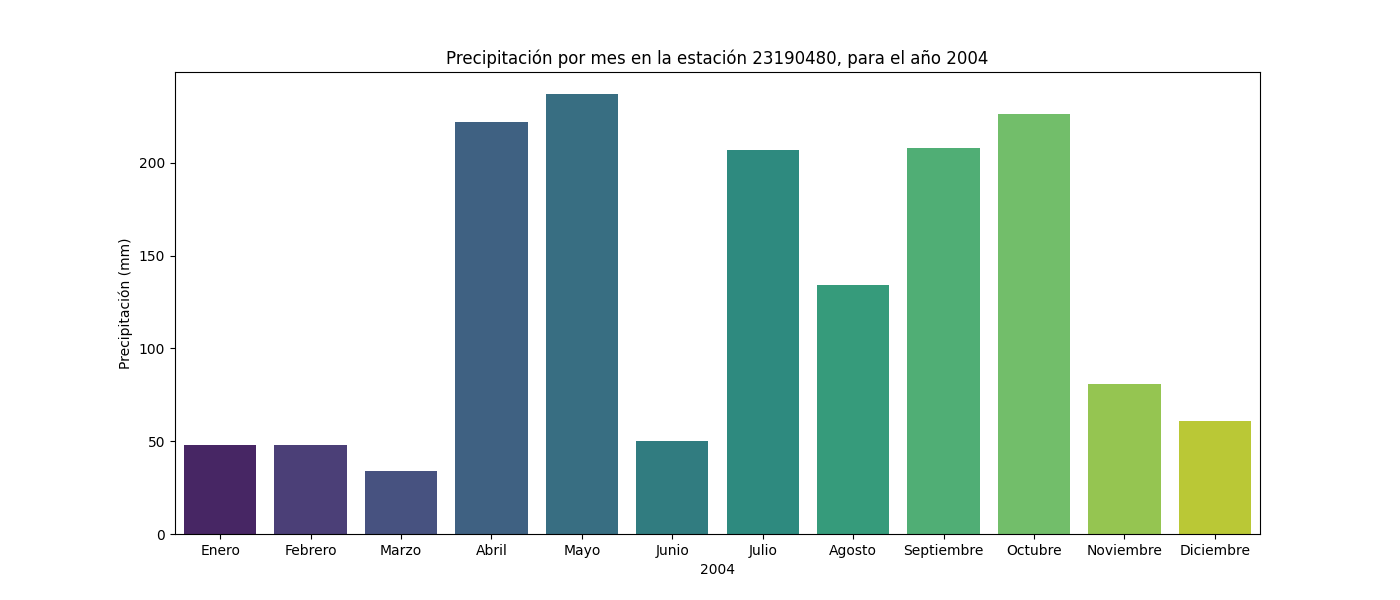 Precipitación por mes en la estación 23190480, para el año 2004
Precipitación (mm)
200
150
100
50
0
Enero Febrero Marzo Abril Mayo Junio Julio Agosto Septiembre Octubre Noviembre Diciembre
2004